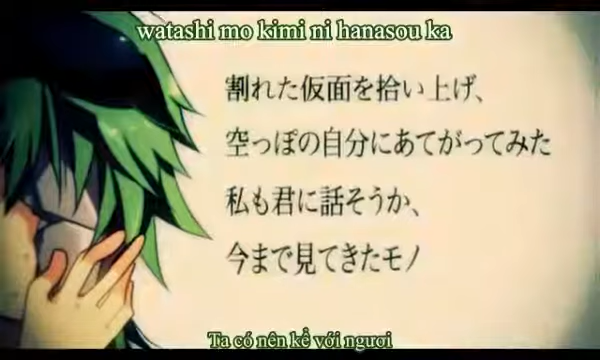 watashi mo kimi ni hanasou ka
割れた仮面を拾い上げ、
空っぽの自分にあてがってみた
私も君に話そうか、
今まで見てきたモノ
Ta có nên kể với ngươi